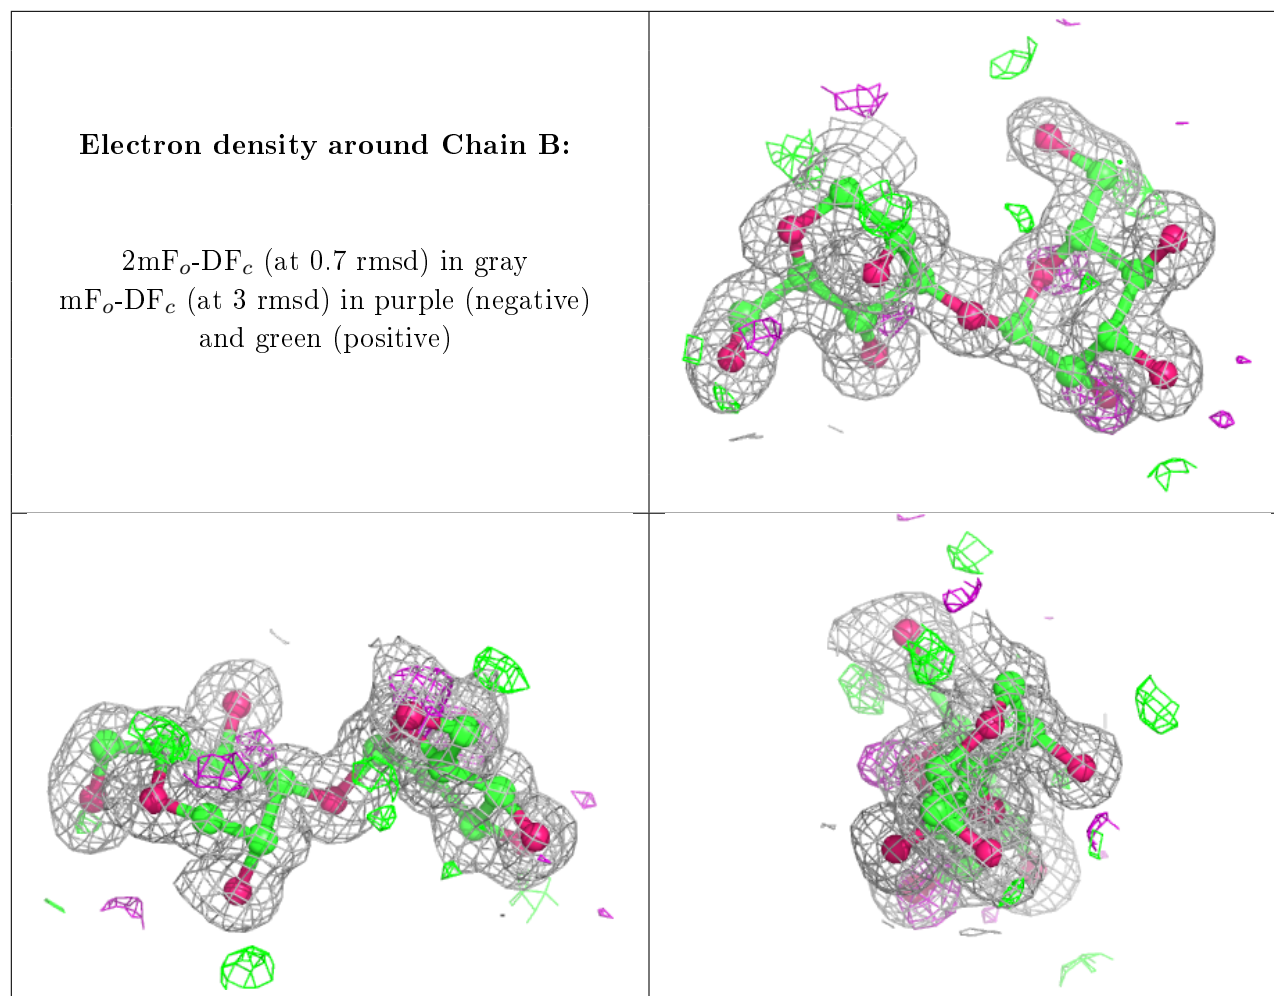 Electron density around Chain B:
2mFₒ-DF𝒸 (at 0.7 rmsd) in gray
mFₒ-DF𝒸 (at 3 rmsd) in purple (negative)
and green (positive)